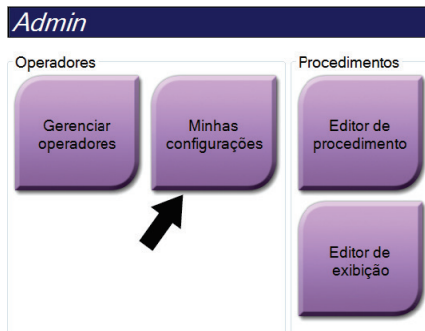 Admin
Operadores
Procedimentos
Gerenciar
operadores
Minhas
configurações
Editor de
procedimento
Editor de
exibição